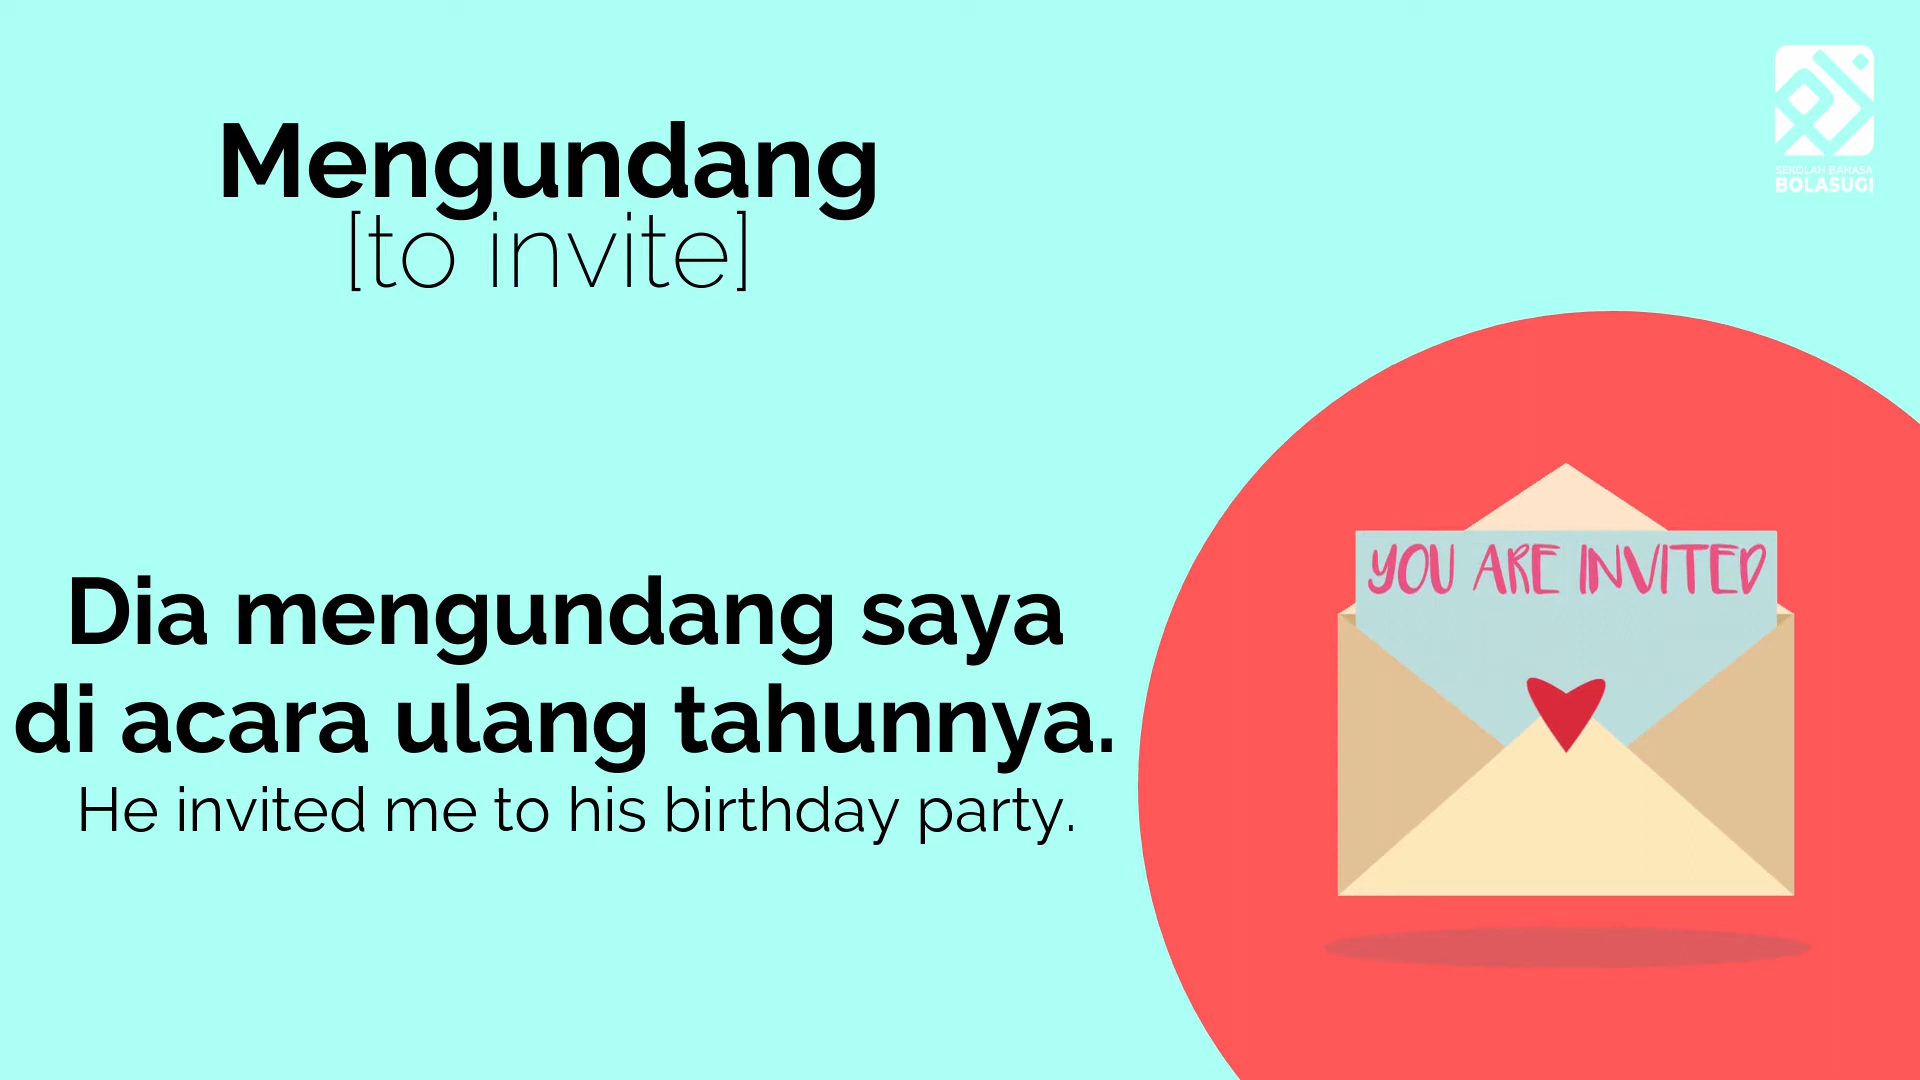 Mengundang
[to invite]
SEKOLAH BAHASA
BOLASUGI
YOU ARE INVITED
Dia mengundang saya
di acara ulang tahunnya.
He invited me to his birthday party.